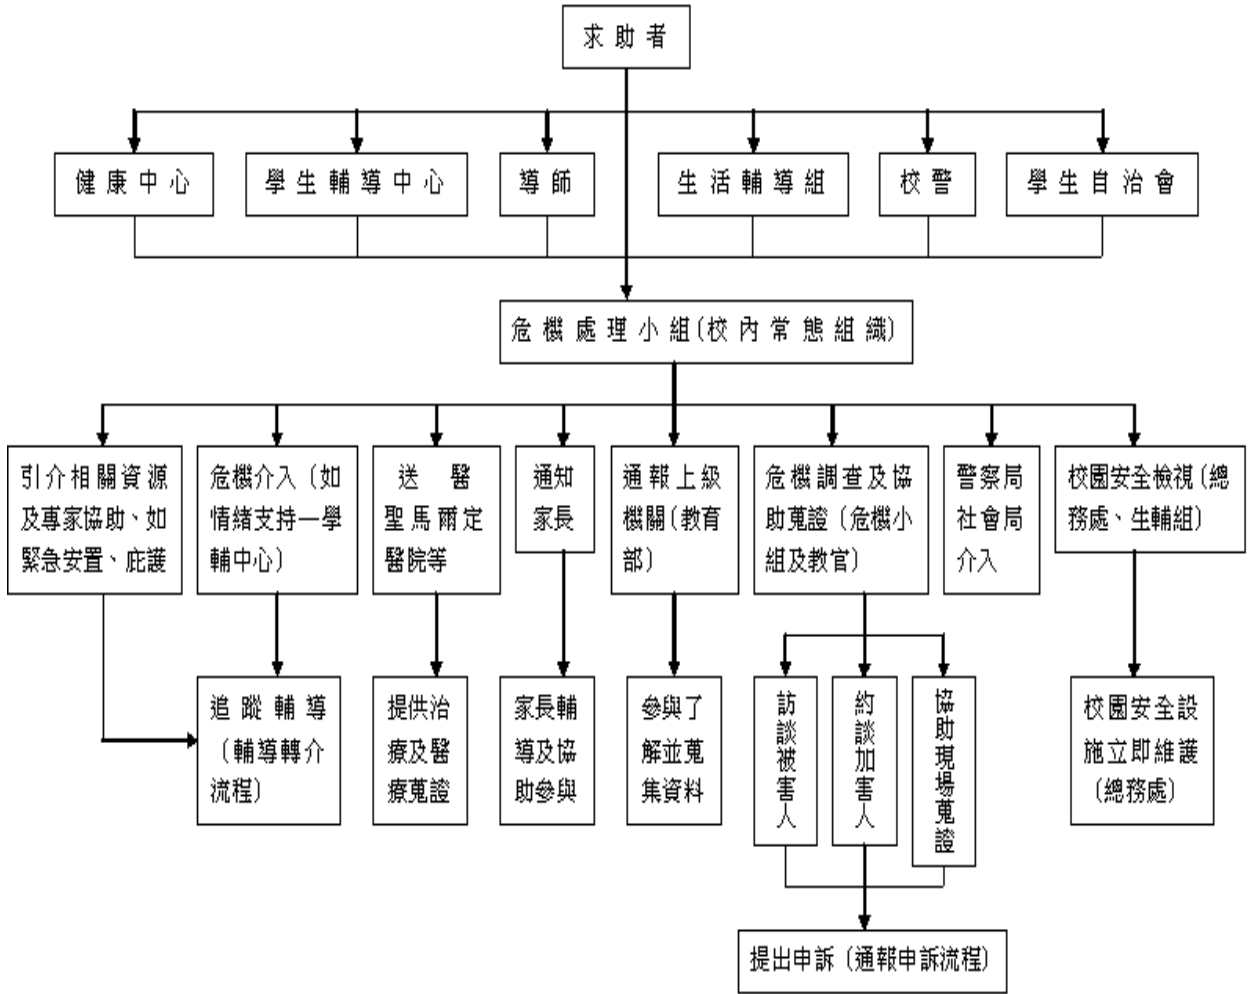 求助者
健康中心
學生輔導中心
導師
生活輔導組
校警
學生自治會
危機處理小組(校內常態組織)
引介相關資源
及專家協助、如
緊急安置、庇護
危機介入(如
情緒支持—學
輔中心)
送醫
聖馬爾定
醫院等
通知
家長
通報上級
機關(教育
部)
危機調查及協
助蒐證(危機小
組及教官)
警察局
社會局
介入
校園安全檢視(總
務處、生輔組)
追蹤輔導
(輔導轉介
流程)
提供治
療及醫
療蒐證
家長輔
導及協
助參與
參與了
解並蒐
集資料
訪談被害人
約談加害人
協助現場蒐證
校園安全設
施立即維護
(總務處)
提出申訴(通報申訴流程)